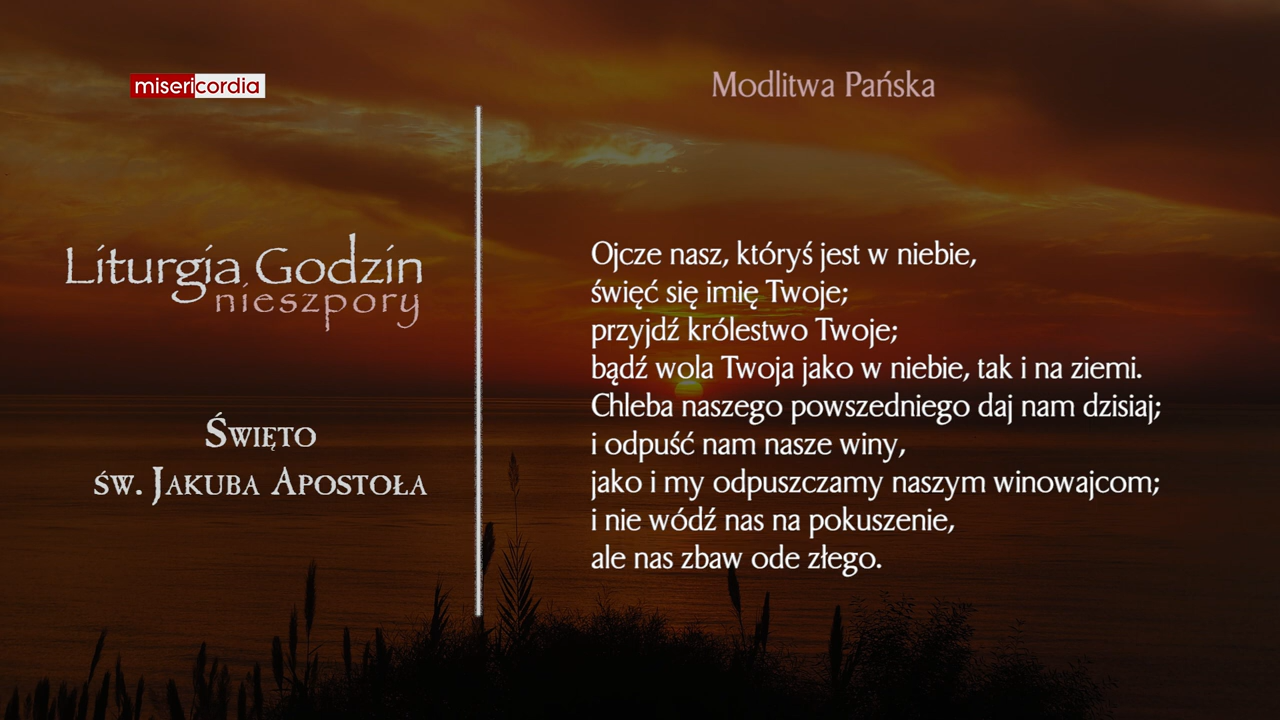 misericordia
Liturgia Godzin
nieszpory
Święto
św. Jakuba Apostoła
Modlitwa Pańska
Ojcze nasz, któryś jest w niebie,
święć się imię Twoje;
przyjdź królestwo Twoje;
bądź wola Twoja jako w niebie, tak i na ziemi.
Chleba naszego powszedniego daj nam dzisiaj;
i odpuść nam nasze winy,
jako i my odpuszczamy naszym winowajcom;
i nie wódź nas na pokuszenie,
ale nas zbaw ode złego.